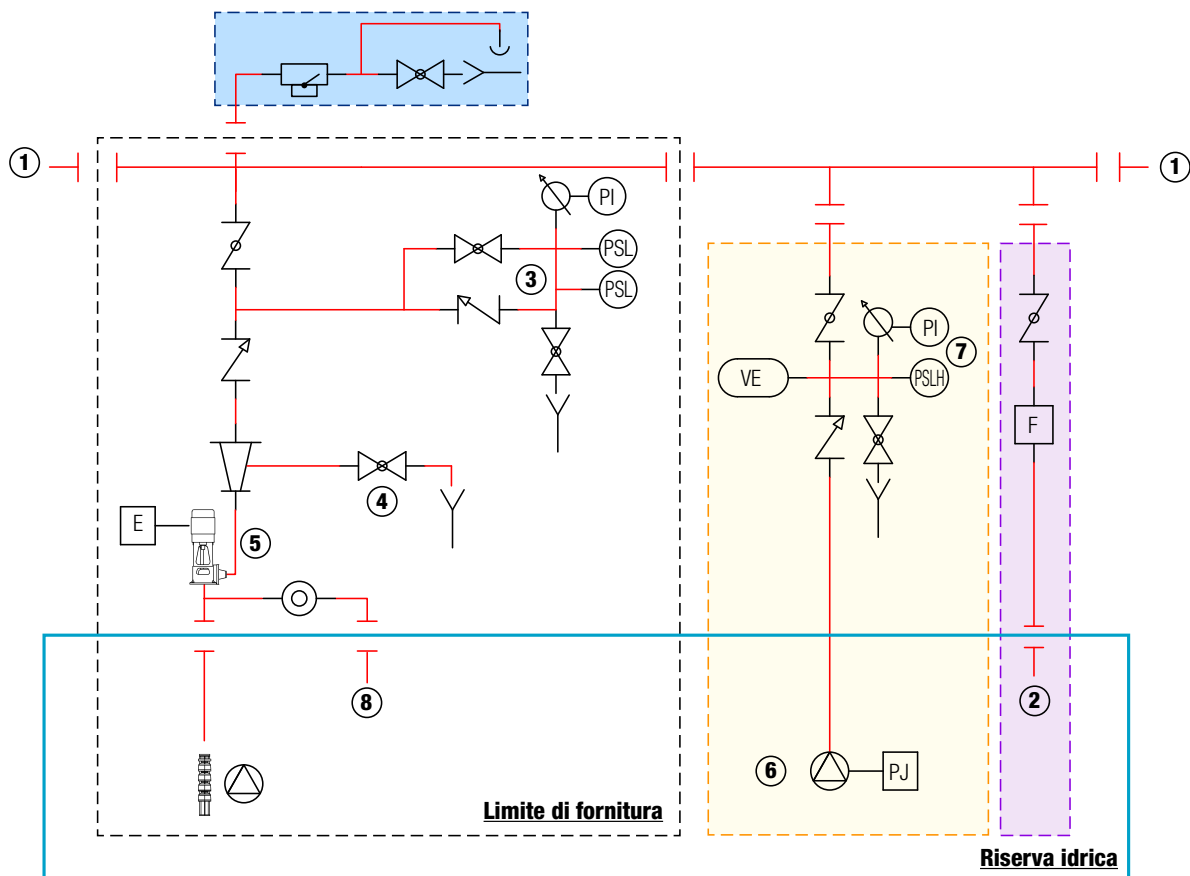 1
1
PI
PSL
3
PSL
PI
7
VE
PSLH
F
4
E
5
8
2
6
PJ
Limite di fornitura
Riserva idrica